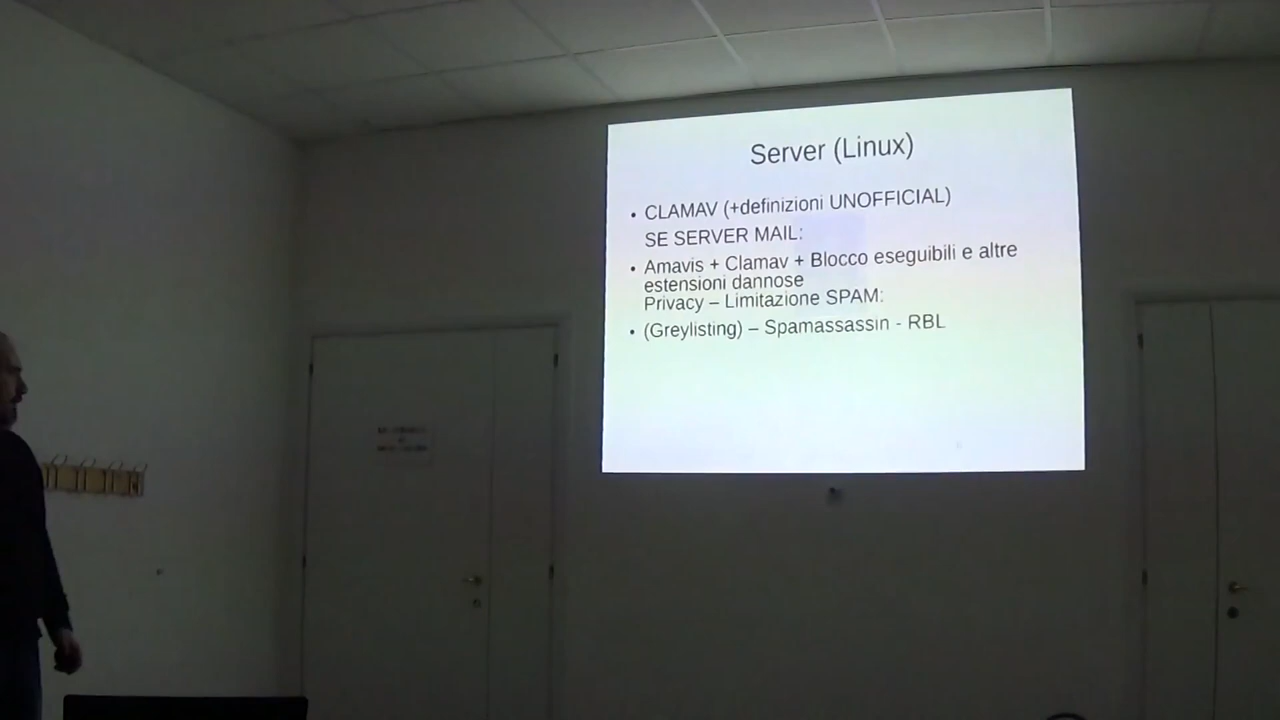 Server (Linux)
• CLAMAV (+definizioni UNOFFICIAL)
SE SERVER MAIL:
• Amavis + Clamav + Blocco eseguibili e altre
estensioni dannose
Privacy – Limitazione SPAM:
• (Greylisting) – Spamassassin - RBL